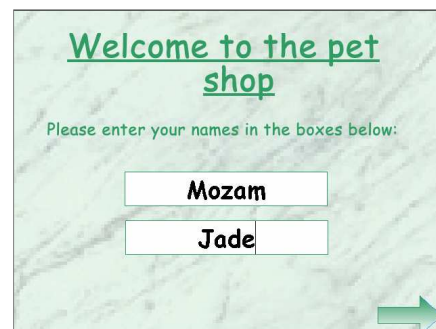 Welcome to the pet
shop
Please enter your names in the boxes below:
Mozam
Jade